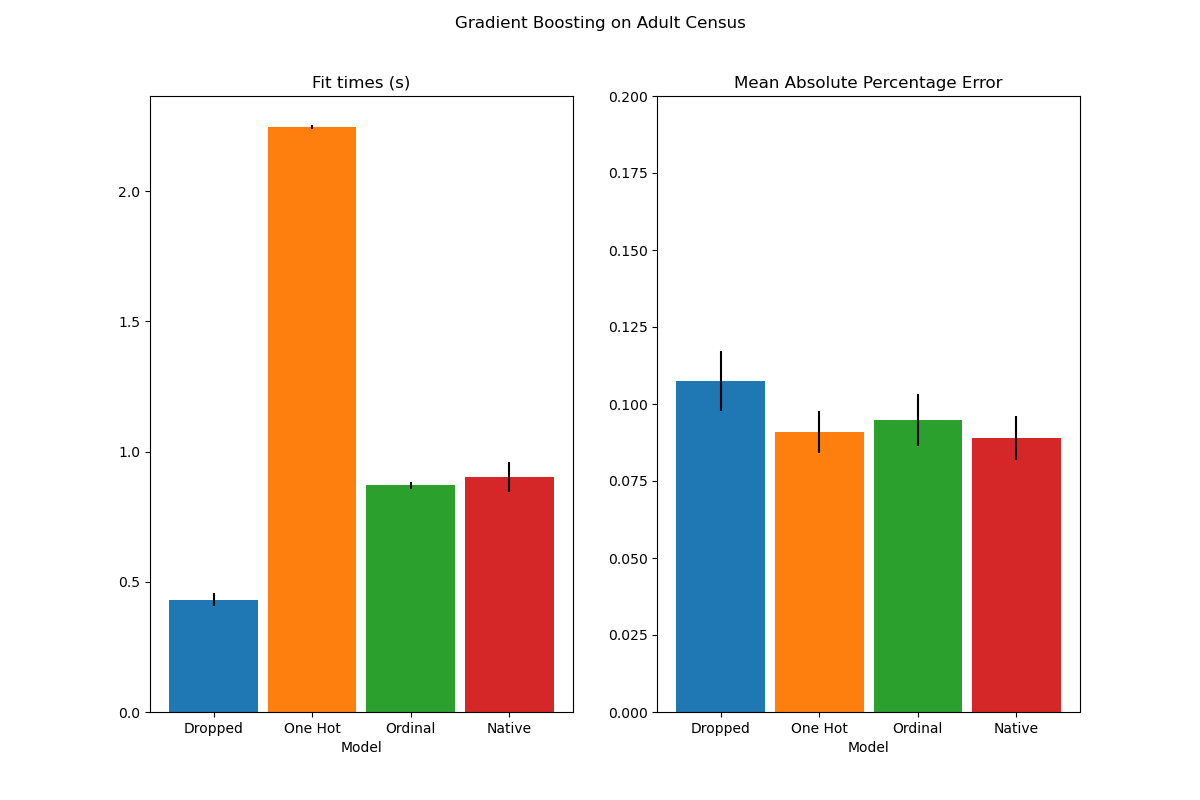 Gradient Boosting on Adult Census
Fit times (s)
2.0
1.5
1.0
0.5
0.0
Dropped One Hot Ordinal Native
Model
Mean Absolute Percentage Error
0.200
0.175
0.150
0.125
0.100
0.075
0.050
0.025
0.000
Dropped One Hot Ordinal Native
Model